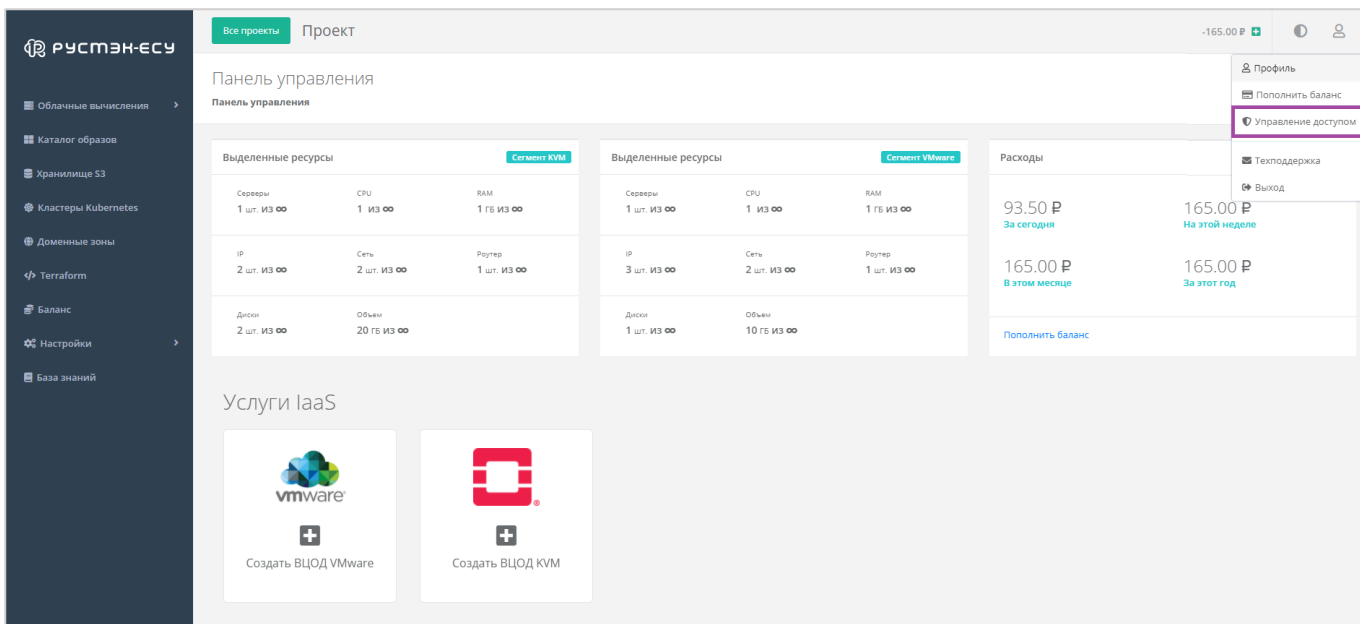 РУСТЭК-ЕСУ
Облачные вычисления
Каталог образов
Хранилище S3
Кластеры Kubernetes
Доменные зоны
Terraform
Баланс
Настройки
База знаний
Все проекты Проект -165.00 ₽
Панель управления
Панель управления
Профиль
Пополнить баланс
Управление доступом
Техподдержка
Выход
Выделенные ресурсы Сегмент KVM
Серверы CPU RAM
1 шт. из ∞ 1 из ∞ 1 ГБ из ∞
IP Сеть Роутер
2 шт. из ∞ 2 шт. из ∞ 1 шт. из ∞
Диски Объем
2 шт. из ∞ 20 ГБ из ∞
Выделенные ресурсы Сегмент VMware
Серверы CPU RAM
1 шт. из ∞ 1 из ∞ 1 ГБ из ∞
IP Сеть Роутер
3 шт. из ∞ 2 шт. из ∞ 1 шт. из ∞
Диски Объем
1 шт. из ∞ 10 ГБ из ∞
Расходы
93.50 ₽ 165.00 ₽
За сегодня На этой неделе
165.00 ₽ 165.00 ₽
В этом месяце За этот год
Пополнить баланс
Услуги IaaS
vmware
Создать ВЦОД VMware
Создать ВЦОД KVM